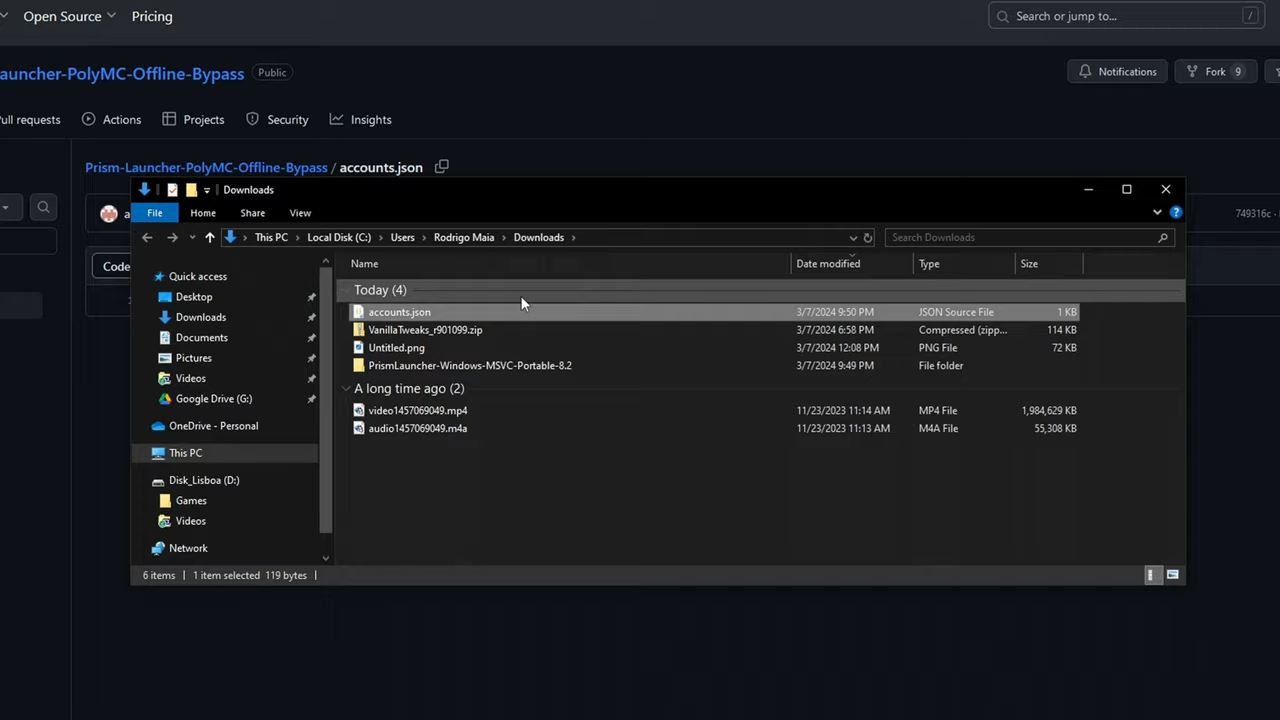 Open Source
Pricing
Search or jump to...
/
auncher-PolyMC-Offline-Bypass
Public
Notifications
Fork 9
ull requests
Actions
Projects
Security
Insights
Prism-Launcher-PolyMC-Offline-Bypass / accounts.json
a
749316c ·
Code
Downloads
File
Home
Share
View
This PC
Local Disk (C:)
Users
Rodrigo Maia
Downloads
Search Downloads
Name
Date modified
Type
Size
Quick access
Desktop
Downloads
Documents
Pictures
Videos
Google Drive (G:)
OneDrive - Personal
This PC
Disk_Lisboa (D:)
Games
Videos
Network
Today (4)
accounts.json 3/7/2024 9:50 PM JSON Source File 1 KB
VanillaTweaks_r901099.zip 3/7/2024 6:58 PM Compressed (zipp... 114 KB
Untitled.png 3/7/2024 12:08 PM PNG File 72 KB
PrismLauncher-Windows-MSVC-Portable-8.2 3/7/2024 9:49 PM File folder
A long time ago (2)
video1457069049.mp4 11/23/2023 11:14 AM MP4 File 1,984,629 KB
audio1457069049.m4a 11/23/2023 11:13 AM M4A File 55,308 KB
6 items
1 item selected 119 bytes